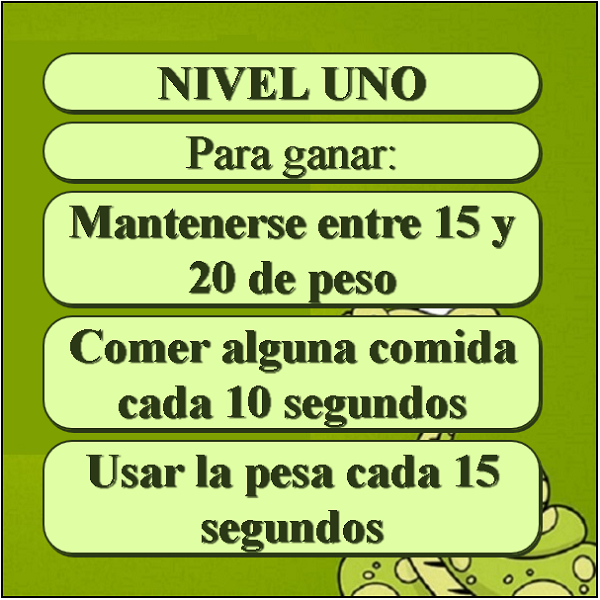 NIVEL UNO
Para ganar:
Mantenerse entre 15 y
20 de peso
Comer alguna comida
cada 10 segundos
Usar la pesa cada 15
segundos